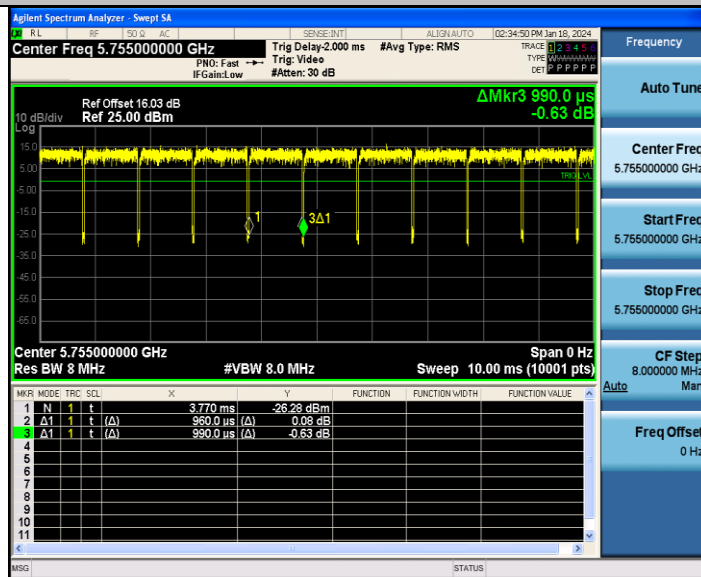 Agilent Spectrum Analyzer - Swept SA
RL RF 50 Ω AC SENSE:INT ALIGN AUTO 02:34:50 PM Jan 18, 2024
Center Freq 5.755000000 GHz
PNO: Fast
IFGain:Low
Trig Delay-2.000 ms
Trig: Video
#Atten: 30 dB
#Avg Type: RMS
TRACE 1 2 3 4 5 6
TYPE W
DET P P P P P P
ΔMkr3 990.0 µs
-0.63 dB
Ref Offset 16.03 dB
10 dB/div Ref 25.00 dBm
Log
15.0
5.00
-5.00
-15.0
-25.0
-35.0
-45.0
-55.0
-65.0
TRIG LVL
1
3Δ1
Center 5.755000000 GHz Span 0 Hz
Res BW 8 MHz #VBW 8.0 MHz Sweep 10.00 ms (10001 pts)
MKR MODE TRC SCL X Y FUNCTION FUNCTION WIDTH FUNCTION VALUE
1 N 1 t 3.770 ms -26.28 dBm
2 Δ1 1 t (Δ) 960.0 µs (Δ) 0.08 dB
3 Δ1 1 t (Δ) 990.0 µs (Δ) -0.63 dB
4
5
6
7
8
9
10
11
MSG STATUS
Frequency
Auto Tune
Center Freq
5.755000000 GHz
Start Freq
5.755000000 GHz
Stop Freq
5.755000000 GHz
CF Step
8.000000 MHz
Auto Man
Freq Offset
0 Hz